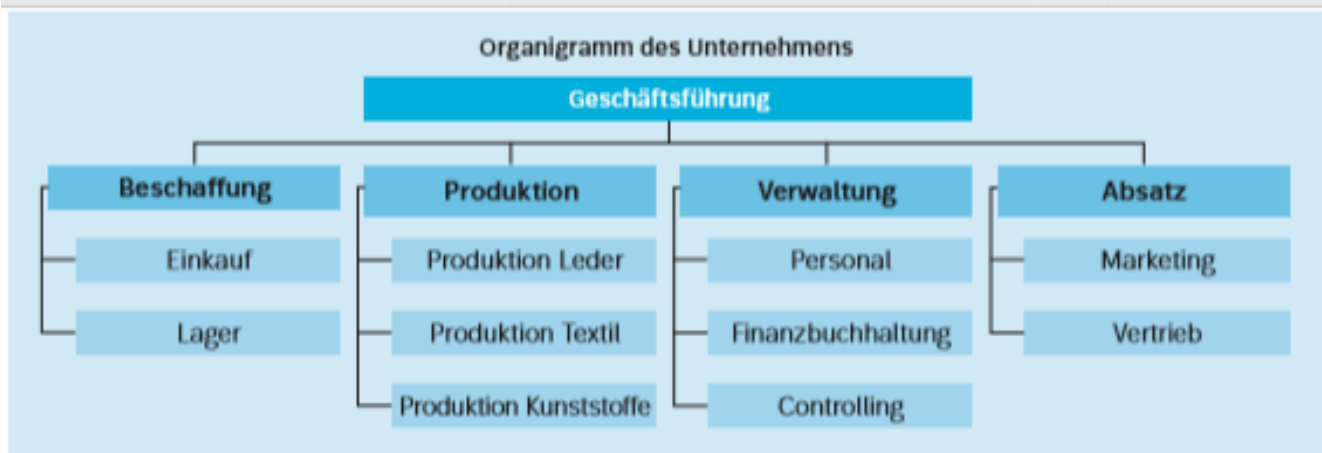 Organigramm des Unternehmens
Geschäftsführung
Beschaffung
Einkauf
Lager
Produktion
Produktion Leder
Produktion Textil
Produktion Kunststoffe
Verwaltung
Personal
Finanzbuchhaltung
Controlling
Absatz
Marketing
Vertrieb